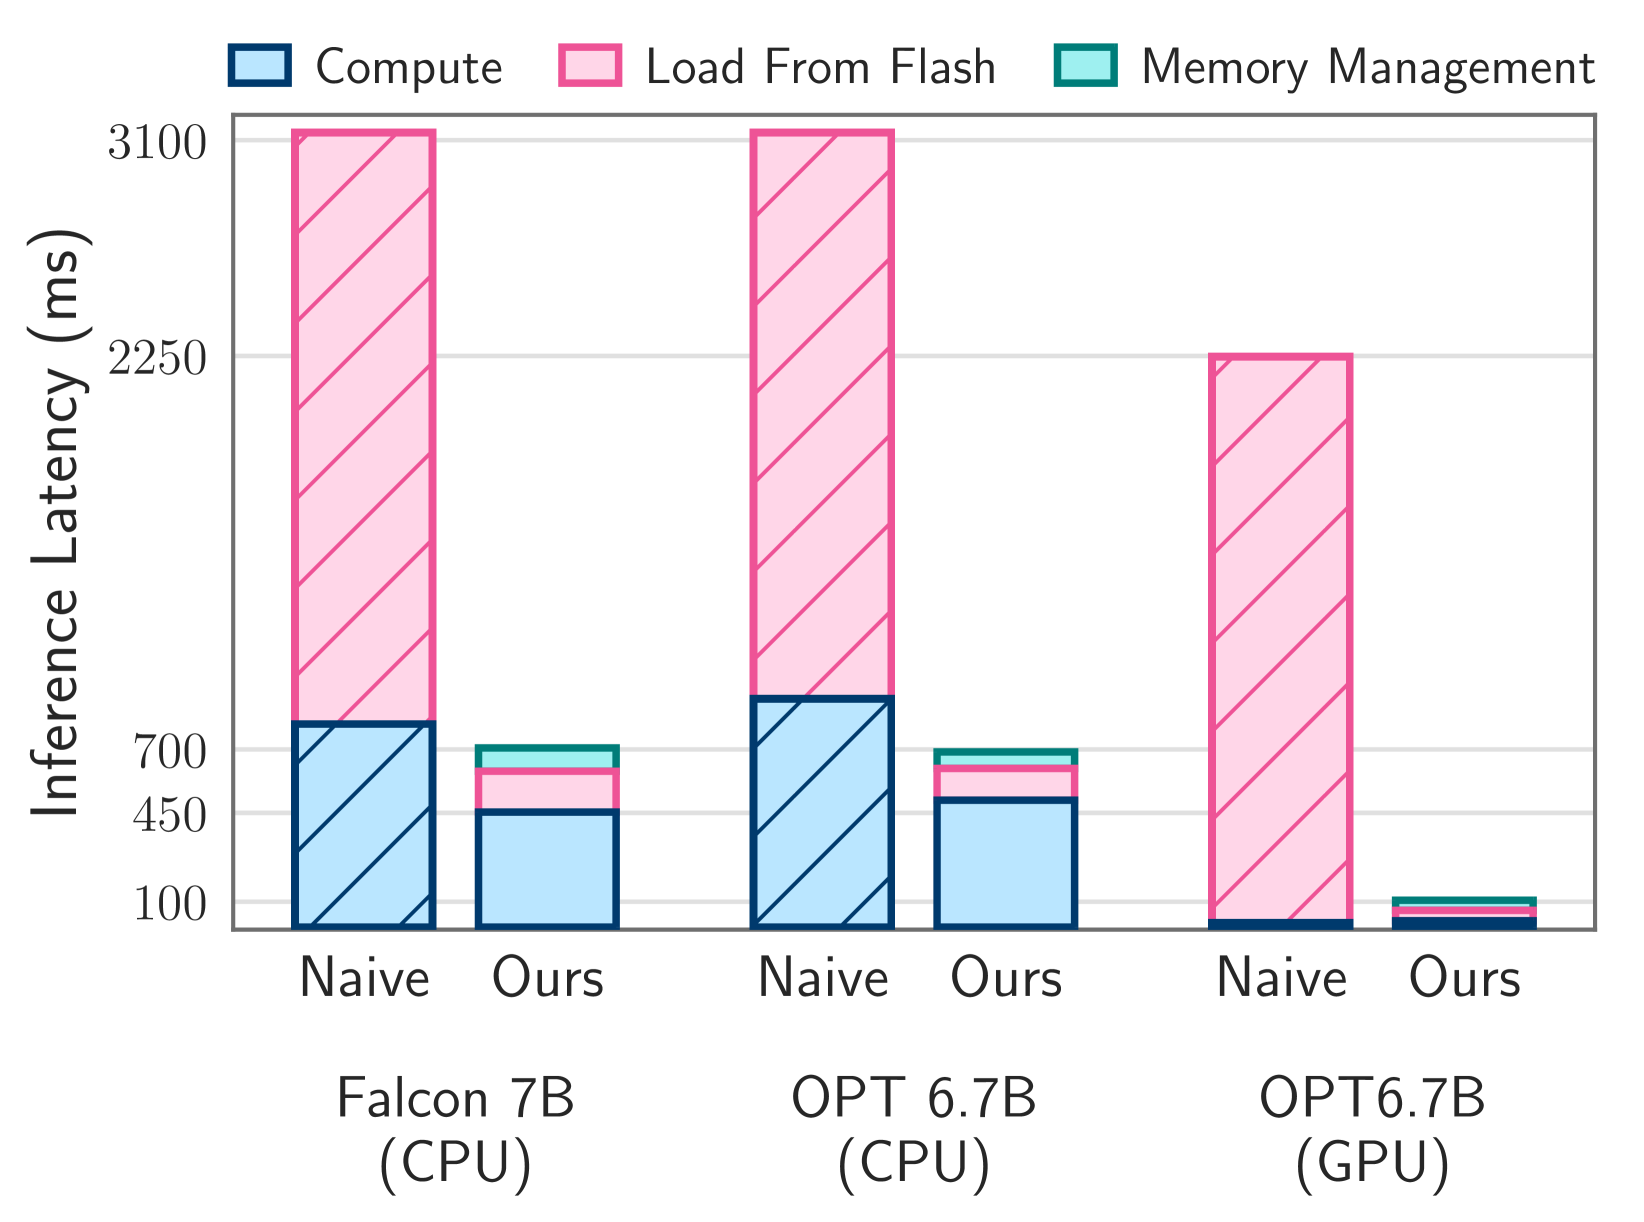 Compute Load From Flash Memory Management
3100
2250
700
450
100
Inference Latency (ms)
Naive Ours Naive Ours Naive Ours
Falcon 7B OPT 6.7B OPT6.7B
(CPU) (CPU) (GPU)